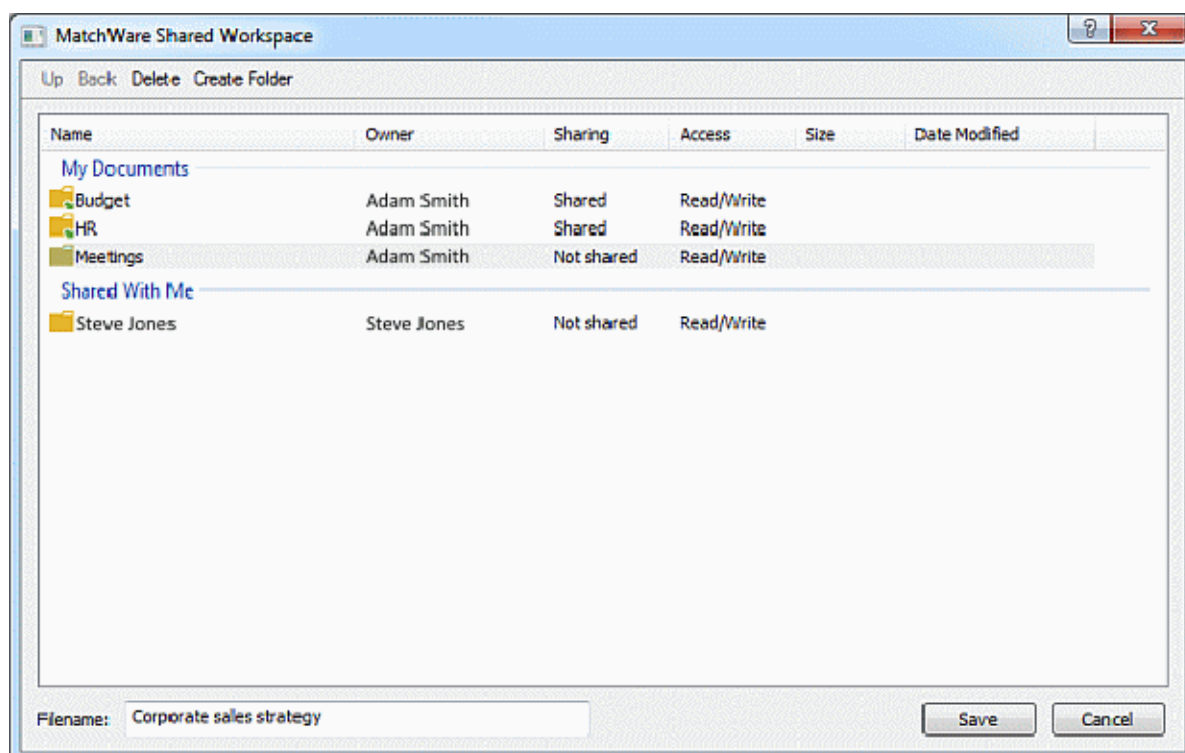 MatchWare Shared Workspace
Up Back Delete Create Folder
Name Owner Sharing Access Size Date Modified
My Documents
Budget Adam Smith Shared Read/Write
HR Adam Smith Shared Read/Write
Meetings Adam Smith Not shared Read/Write
Shared With Me
Steve Jones Steve Jones Not shared Read/Write
Filename: Corporate sales strategy Save Cancel